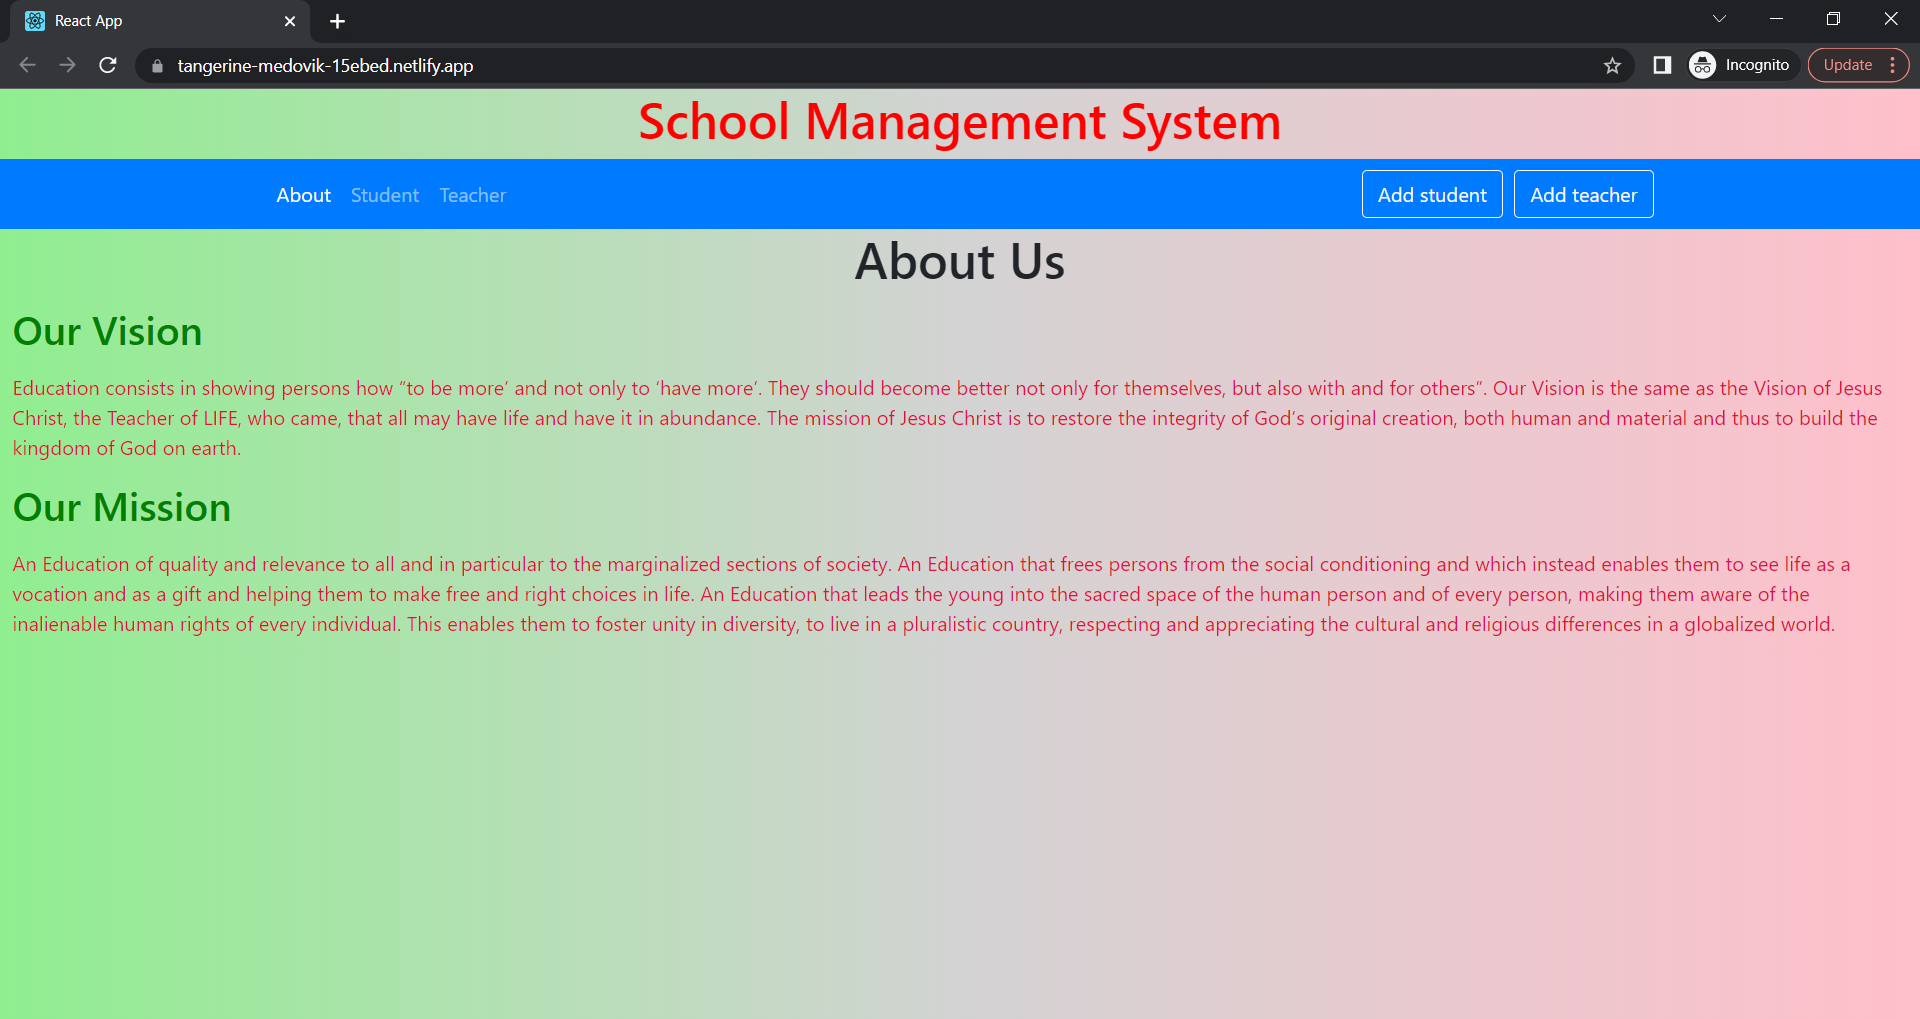 React App
tangerine-medovik-15ebed.netlify.app
Incognito
Update
School Management System
About Student Teacher Add student Add teacher
About Us
Our Vision
Education consists in showing persons how “to be more’ and not only to ‘have more’. They should become better not only for themselves, but also with and for others”. Our Vision is the same as the Vision of Jesus
Christ, the Teacher of LIFE, who came, that all may have life and have it in abundance. The mission of Jesus Christ is to restore the integrity of God’s original creation, both human and material and thus to build the
kingdom of God on earth.
Our Mission
An Education of quality and relevance to all and in particular to the marginalized sections of society. An Education that frees persons from the social conditioning and which instead enables them to see life as a
vocation and as a gift and helping them to make free and right choices in life. An Education that leads the young into the sacred space of the human person and of every person, making them aware of the
inalienable human rights of every individual. This enables them to foster unity in diversity, to live in a pluralistic country, respecting and appreciating the cultural and religious differences in a globalized world.